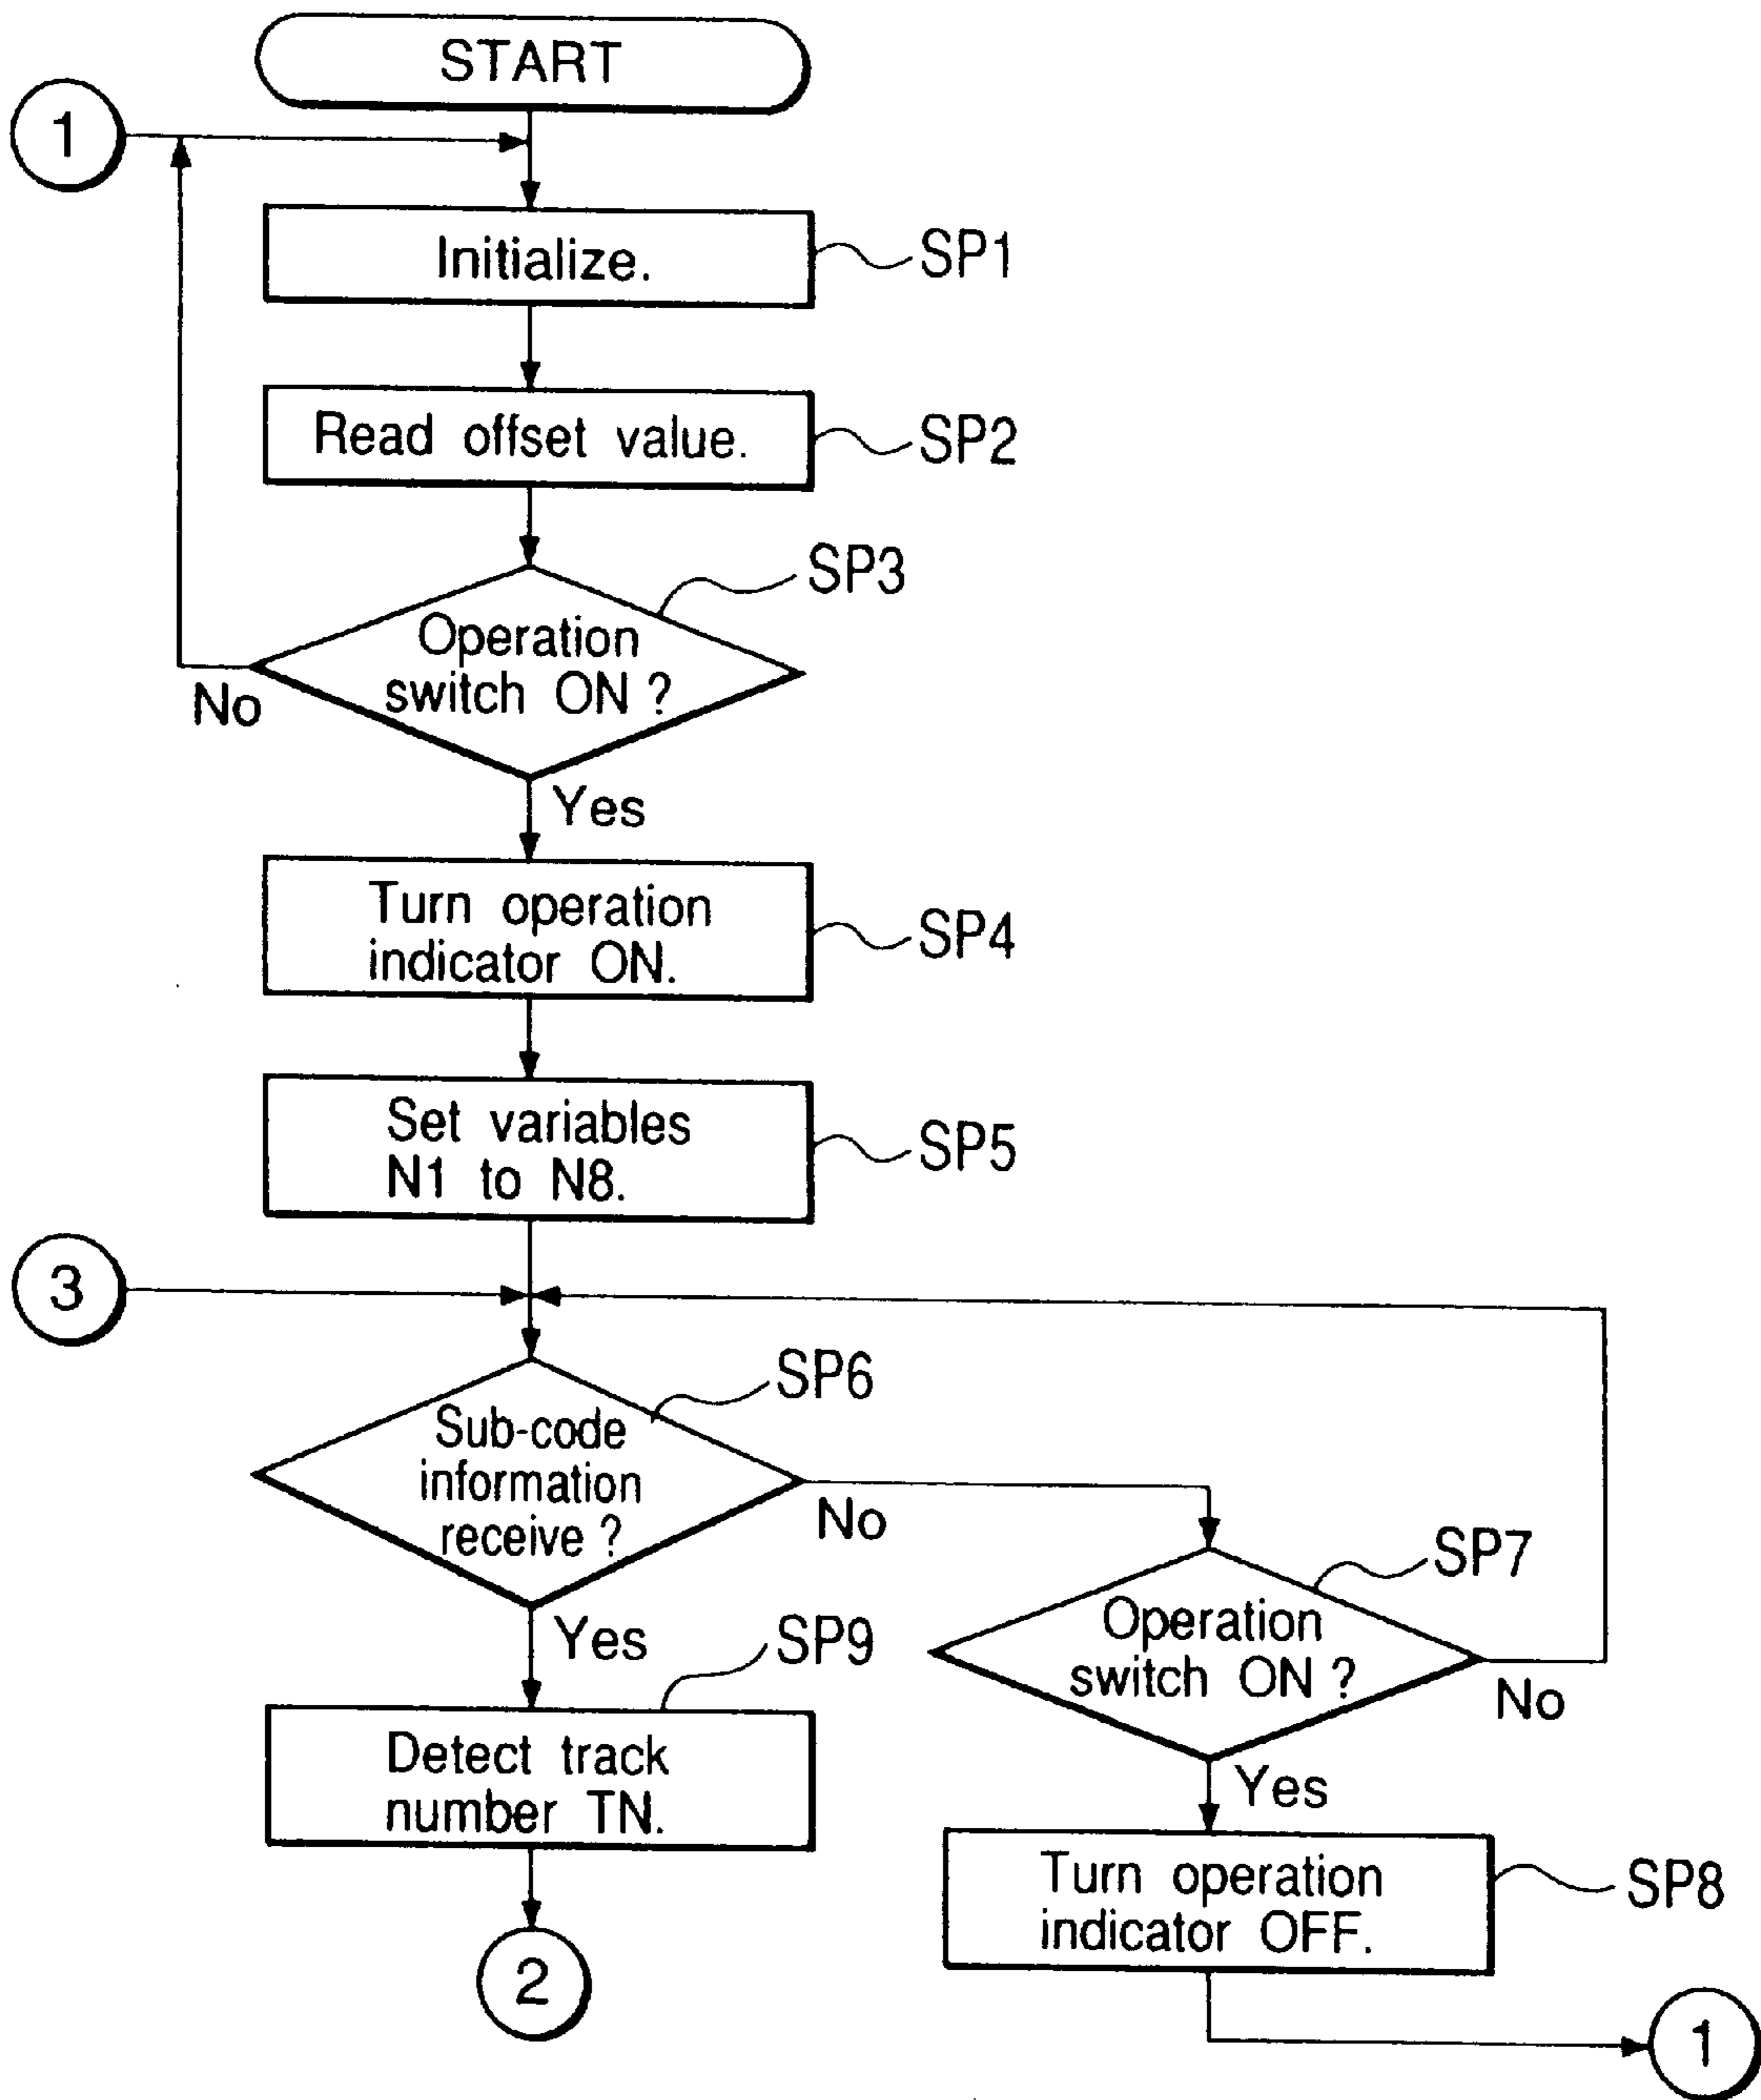 START
1
Initialize.
SP1
Read offset value.
SP2
SP3
Operation
switch ON ?
No
Yes
Turn operation
indicator ON.
SP4
Set variables
N1 to N8.
SP5
3
SP6
Sub-code
information
receive ?
No
Yes
SP7
Operation
switch ON ?
No
Yes
SP9
Detect track
number TN.
Turn operation
indicator OFF.
SP8
2
1